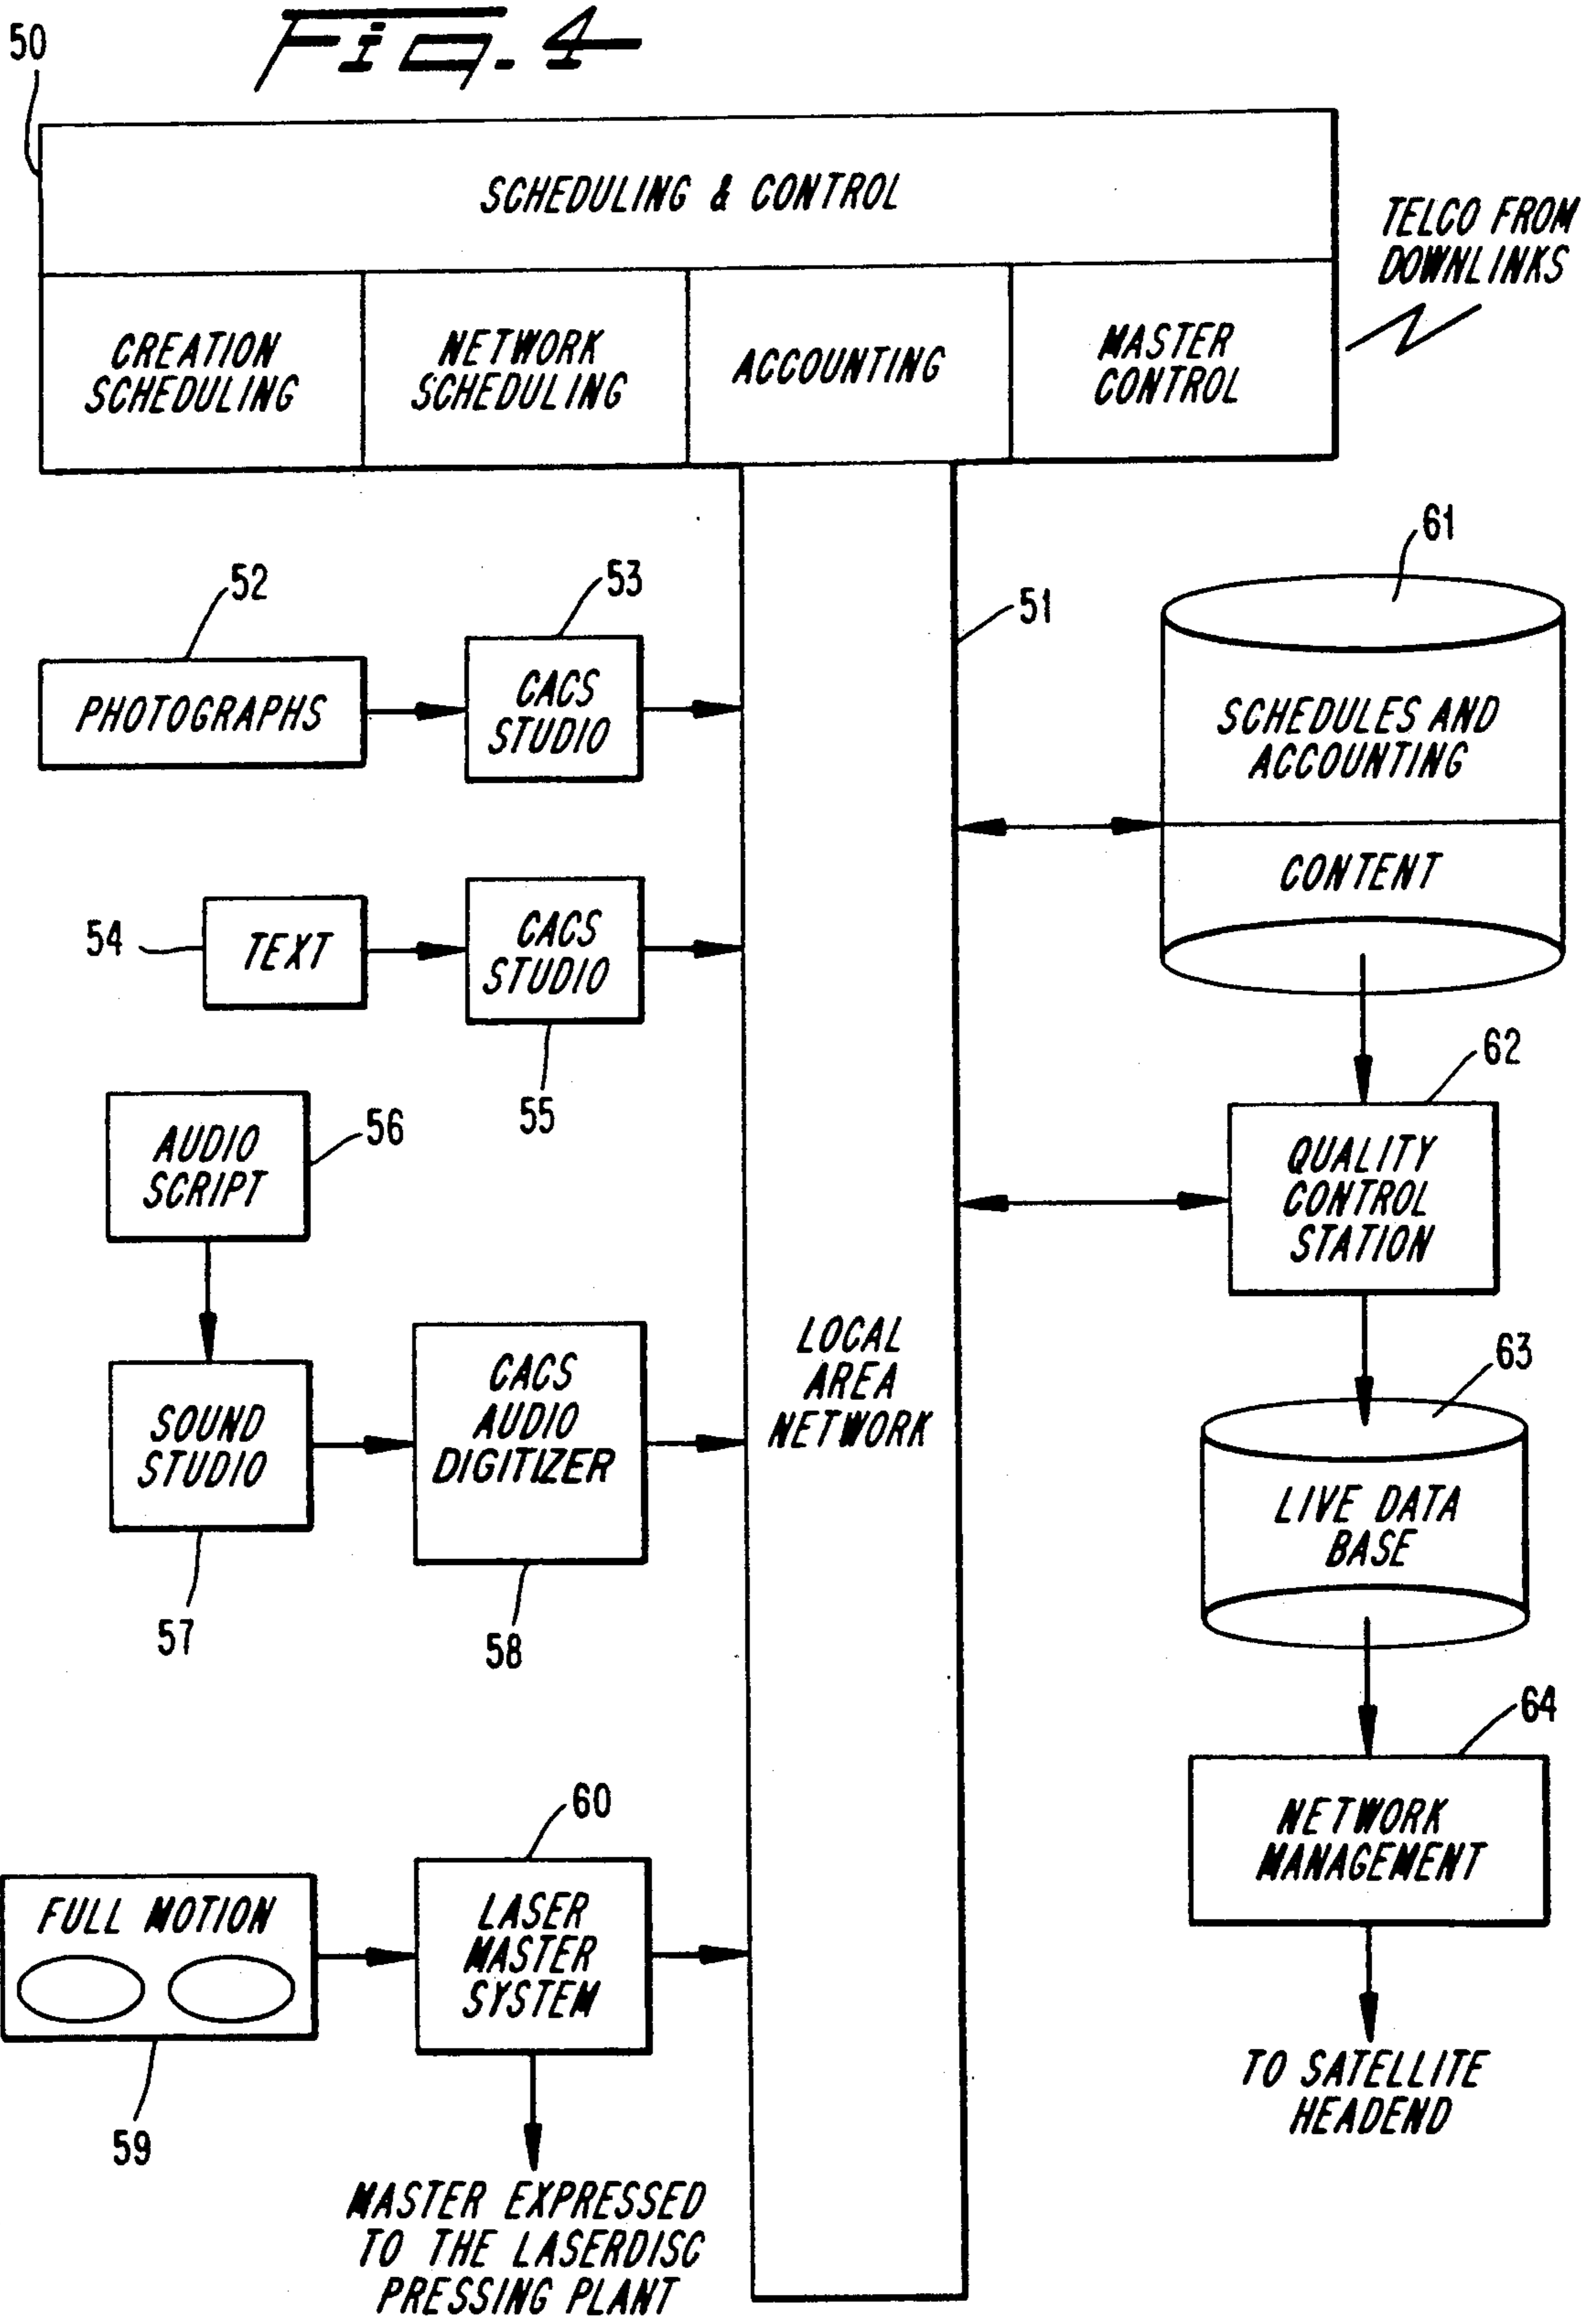 Fig. 4
50
SCHEDULING & CONTROL
TELCO FROM
DOWNLINKS
CREATION
SCHEDULING
NETWORK
SCHEDULING
ACCOUNTING
MASTER
CONTROL
61
52
53
51
PHOTOGRAPHS
CACS
STUDIO
SCHEDULES AND
ACCOUNTING
CONTENT
54
TEXT
CACS
STUDIO
55
62
AUDIO
SCRIPT
56
QUALITY
CONTROL
STATION
LOCAL
AREA
NETWORK
63
SOUND
STUDIO
CACS
AUDIO
DIGITIZER
57
58
LIVE DATA
BASE
64
NETWORK
MANAGEMENT
60
FULL MOTION
LASER
MASTER
SYSTEM
59
TO SATELLITE
HEADEND
MASTER EXPRESSED
TO THE LASERDISC
PRESSING PLANT